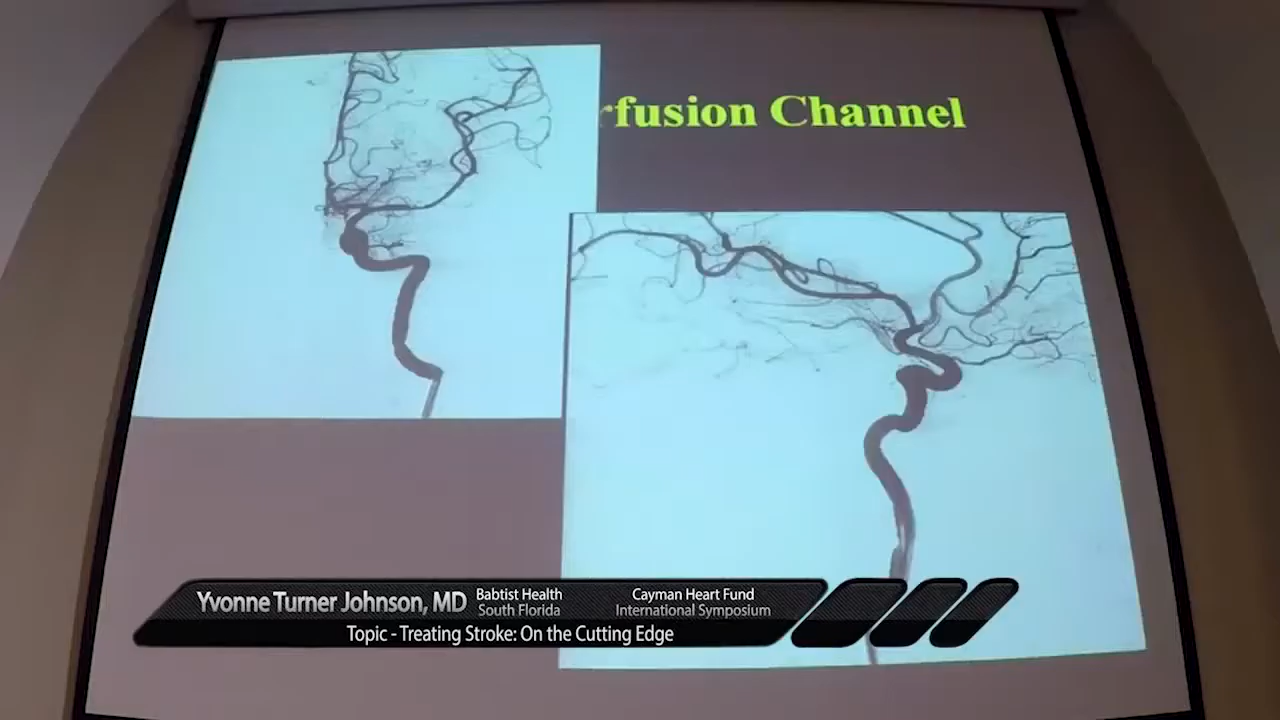 rfusion Channel
Yvonne Turner Johnson, MD
Babtist Health
South Florida
Cayman Heart Fund
International Symposium
Topic - Treating Stroke: On the Cutting Edge